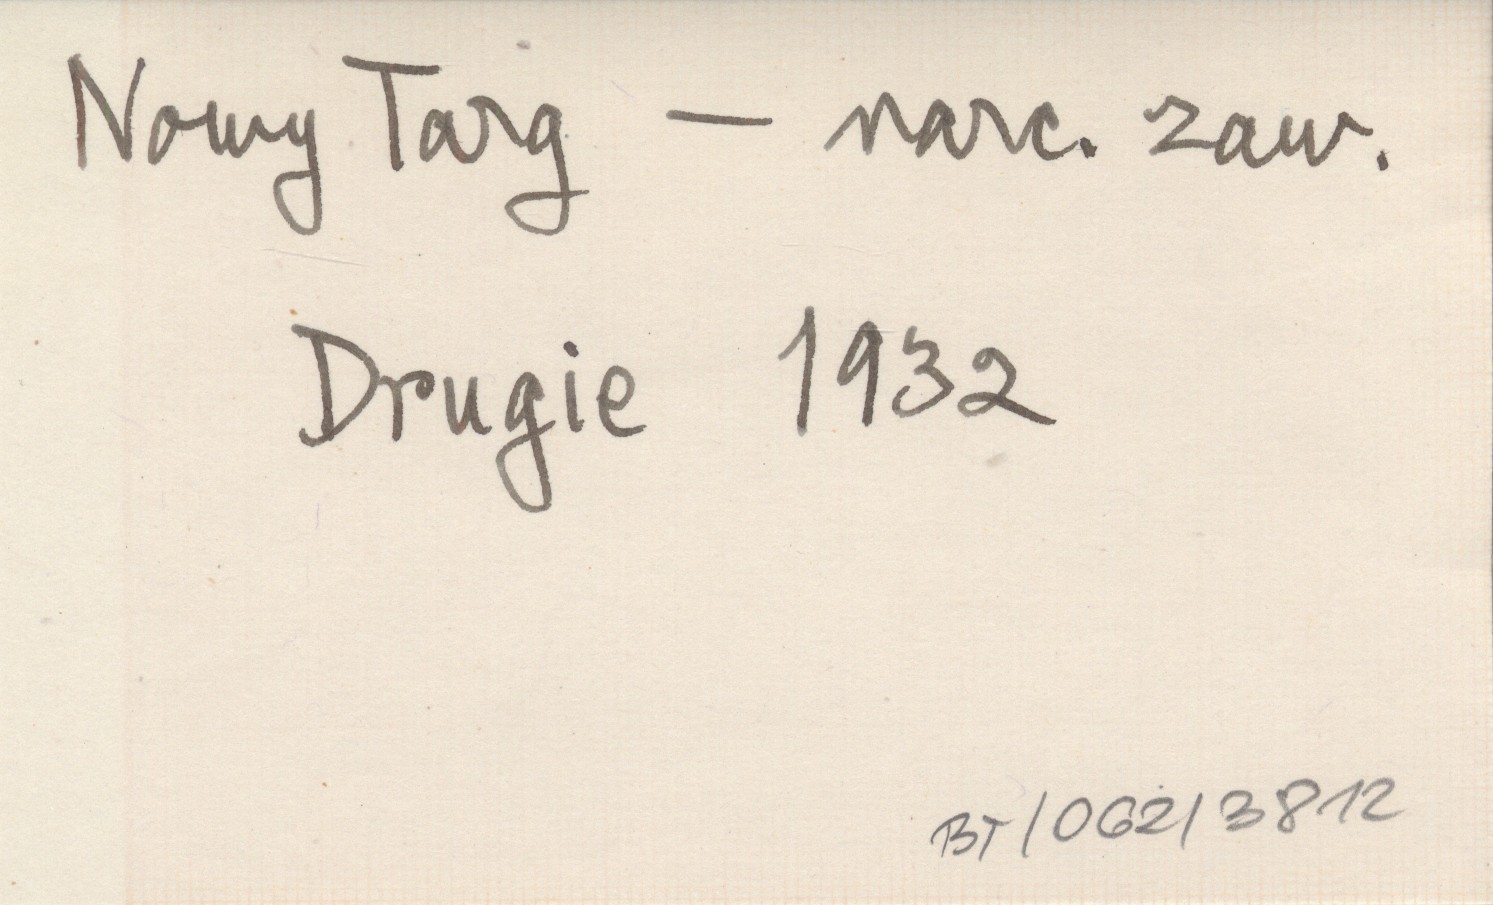 Nowy Targ — narc. zaw.
Drugie 1932
BT/062/3812